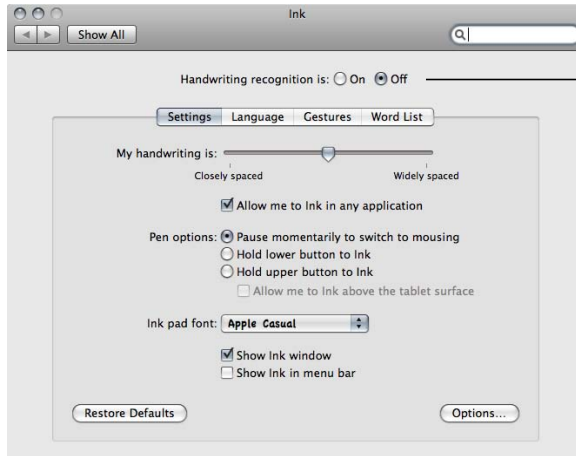 Ink
Show All
Handwriting recognition is: On Off
Settings Language Gestures Word List
My handwriting is:
Closely spaced Widely spaced
Allow me to Ink in any application
Pen options: Pause momentarily to switch to mousing
Hold lower button to Ink
Hold upper button to Ink
Allow me to Ink above the tablet surface
Ink pad font: Apple Casual
Show Ink window
Show Ink in menu bar
Restore Defaults Options...